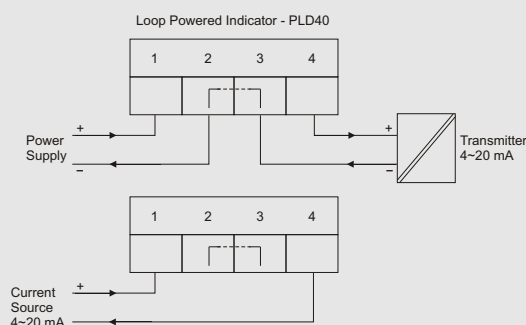 Loop Powered Indicator - PLD40
1 2 3 4
+ +
Power
Supply
Transmitter
4~20 mA
– –
1 2 3 4
+
Current
Source
4~20 mA